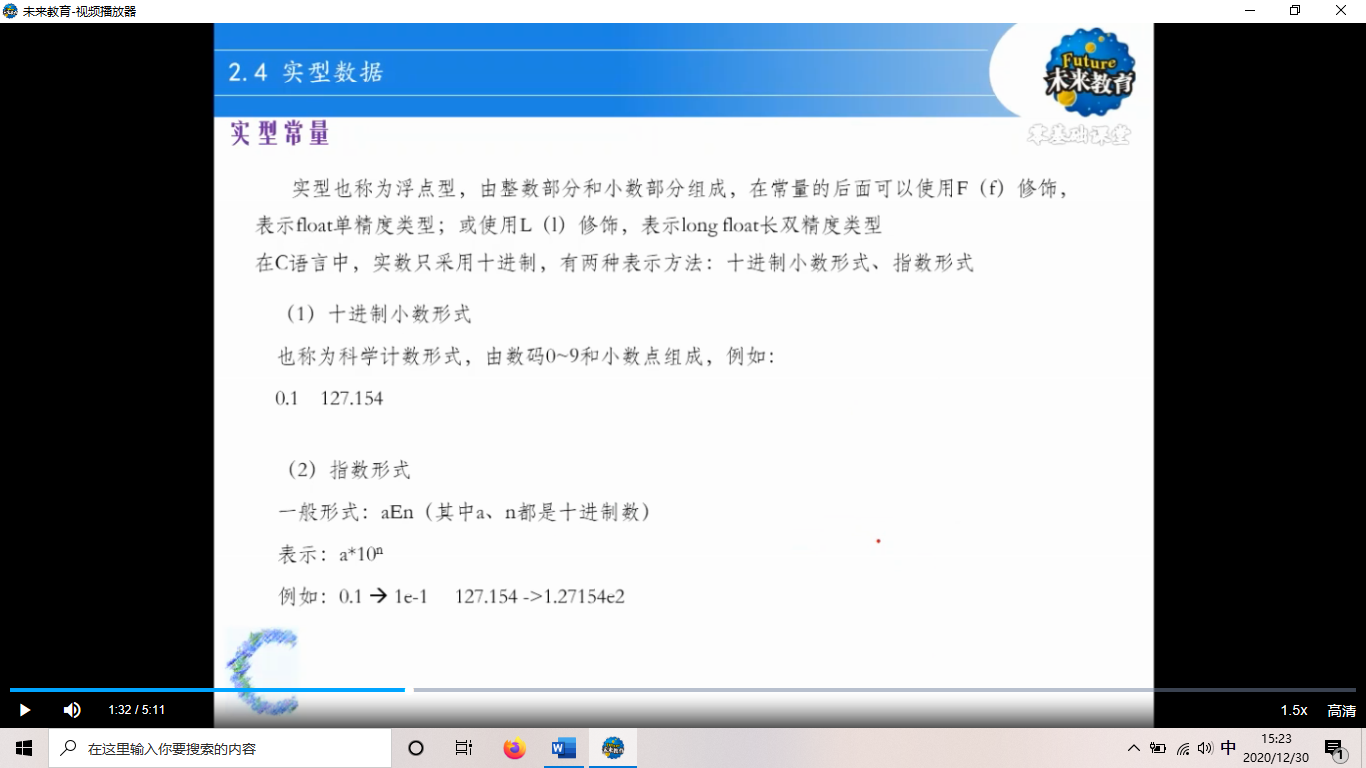 未来教育-视频播放器
2.4 实型数据
Future
未来教育
零基础课堂
实型常量
实型也称为浮点型，由整数部分和小数部分组成，在常量的后面可以使用F（f）修饰，
表示float单精度类型；或使用L（l）修饰，表示long float长双精度类型
在C语言中，实数只采用十进制，有两种表示方法：十进制小数形式、指数形式
（1）十进制小数形式
也称为科学计数形式，由数码0~9和小数点组成，例如：
0.1 127.154
（2）指数形式
一般形式：aEn（其中a、n都是十进制数）
表示：a*10ⁿ
例如：0.1 → 1e-1 127.154 ->1.27154e2
1:32 / 5:11
1.5x 高清
在这里输入你要搜索的内容
中
15:23
2020/12/30
1